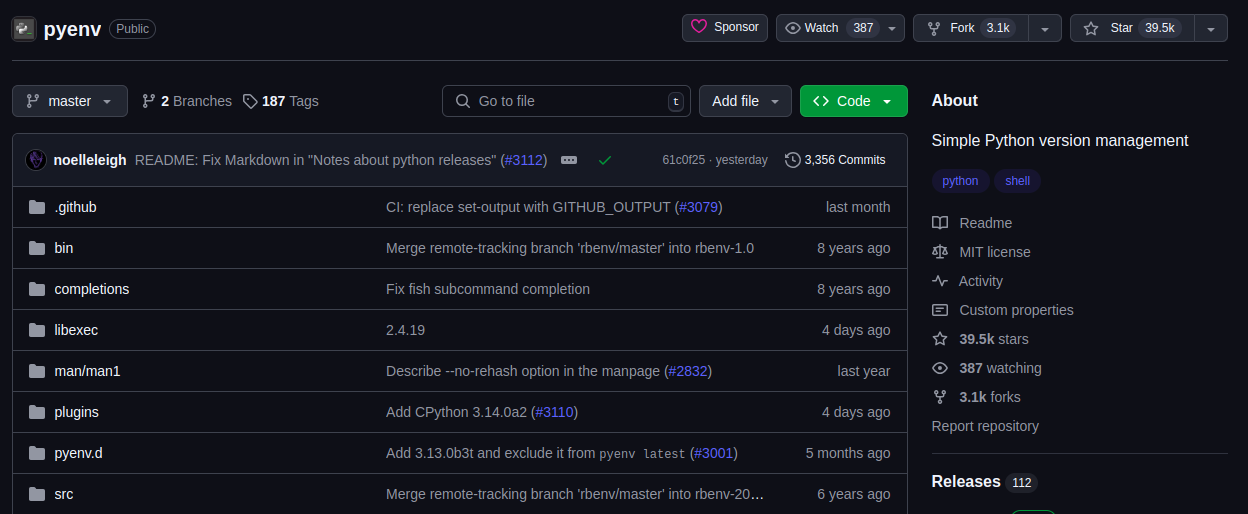 pyenv Public Sponsor Watch 387 Fork 3.1k Star 39.5k
master 2 Branches 187 Tags Go to file t Add file Code
noelleleigh README: Fix Markdown in "Notes about python releases" (#3112) 61c0f25 · yesterday 3,356 Commits
.github CI: replace set-output with GITHUB_OUTPUT (#3079) last month
bin Merge remote-tracking branch 'rbenv/master' into rbenv-1.0 8 years ago
completions Fix fish subcommand completion 8 years ago
libexec 2.4.19 4 days ago
man/man1 Describe --no-rehash option in the manpage (#2832) last year
plugins Add CPython 3.14.0a2 (#3110) 4 days ago
pyenv.d Add 3.13.0b3t and exclude it from pyenv latest (#3001) 5 months ago
src Merge remote-tracking branch 'rbenv/master' into rbenv-20… 6 years ago
About
Simple Python version management
python shell
Readme
MIT license
Activity
Custom properties
39.5k stars
387 watching
3.1k forks
Report repository
Releases 112